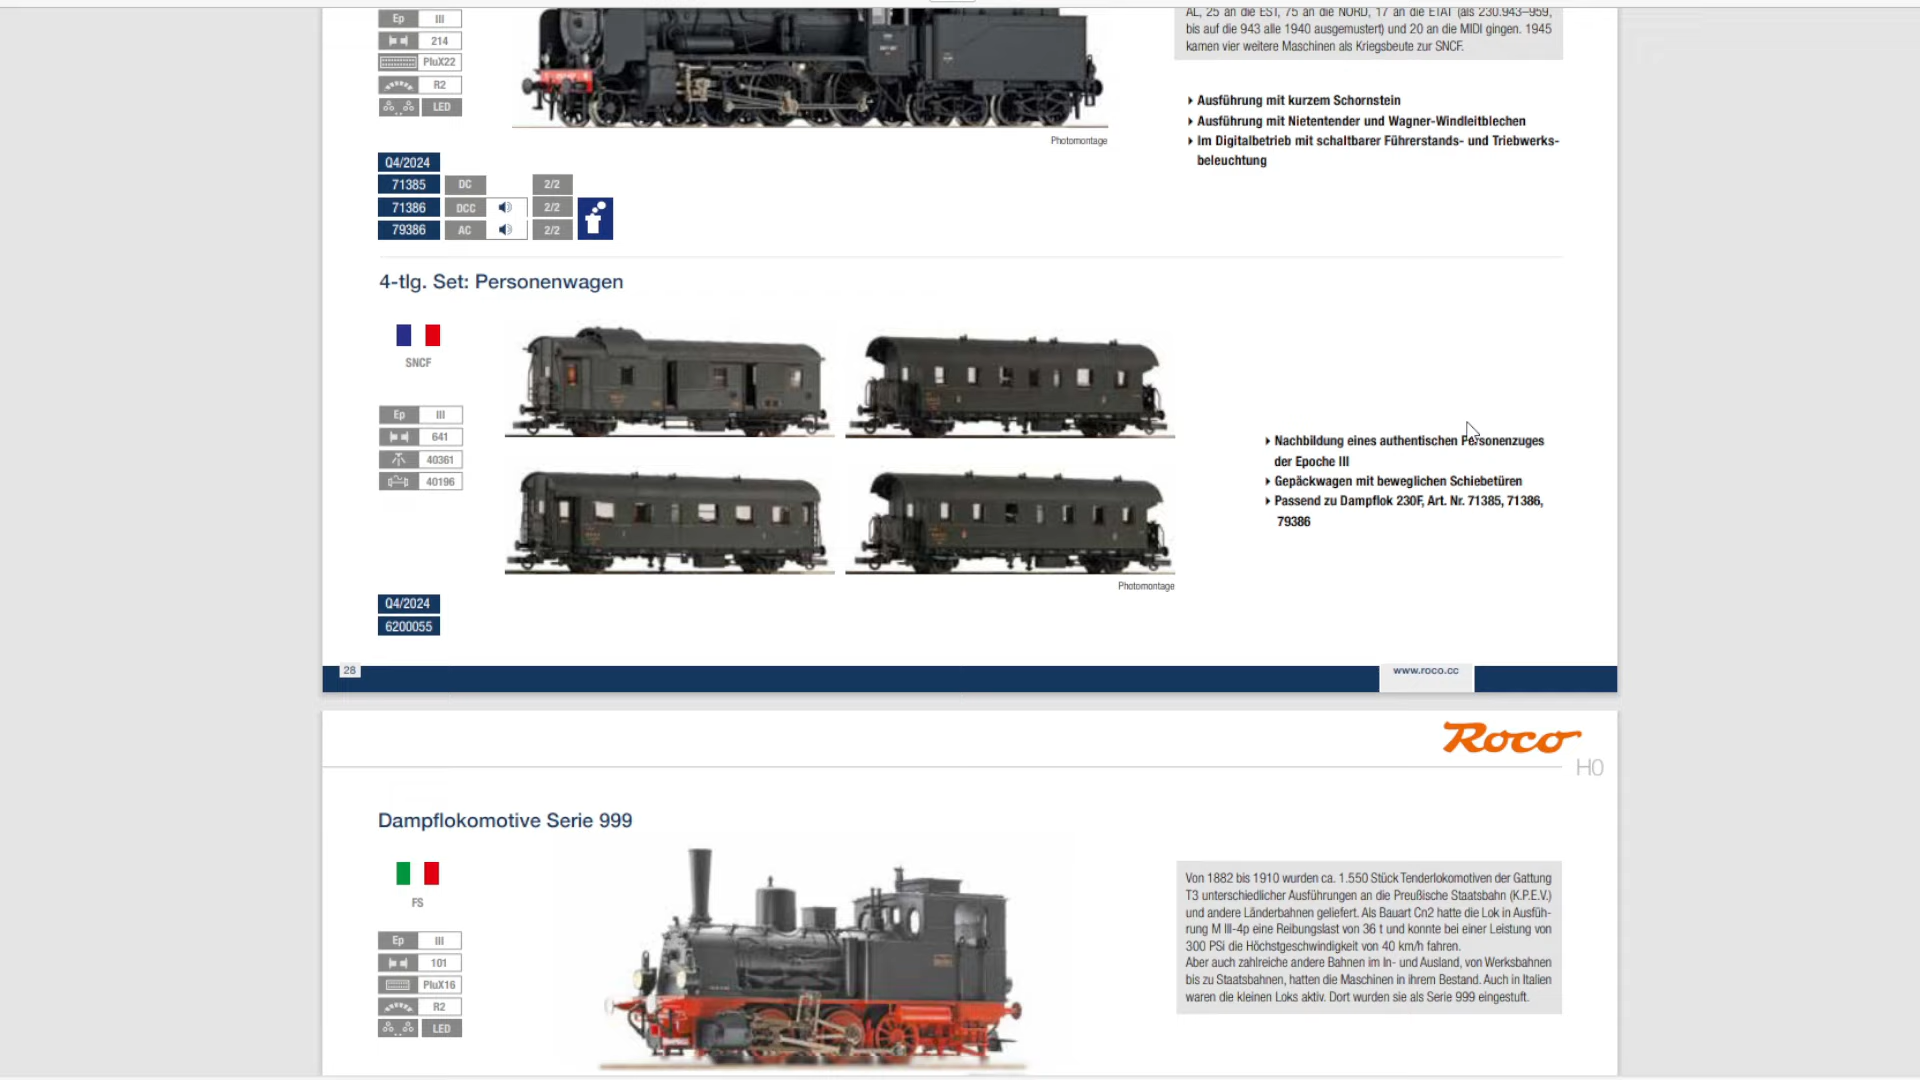 AL, 25 an die EST, 75 an die NORD, 17 an die ETAT (als 230.943–959,
bis auf die 943 alle 1940 ausgemustert) und 20 an die MIDI gingen. 1945
kamen vier weitere Maschinen als Kriegsbeute zur SNCF.
Ep III
214
PluX22
R2
LED
Photomontage
Ausführung mit kurzem Schornstein
Ausführung mit Nietentender und Wagner-Windleitblechen
Im Digitalbetrieb mit schaltbarer Führerstands- und Triebwerks-
beleuchtung
Q4/2024
71385 DC 2/2
71386 DCC 2/2
79386 AC 2/2
4-tlg. Set: Personenwagen
SNCF
Ep III
641
40361
40196
Nachbildung eines authentischen Personenzuges
der Epoche III
Gepäckwagen mit beweglichen Schiebetüren
Passend zu Dampflok 230F, Art. Nr. 71385, 71386,
79386
Photomontage
Q4/2024
6200055
28
www.roco.cc
Roco
H0
Dampflokomotive Serie 999
FS
Ep III
101
PluX16
R2
LED
Von 1882 bis 1910 wurden ca. 1.550 Stück Tenderlokomotiven der Gattung
T3 unterschiedlicher Ausführungen an die Preußische Staatsbahn (K.P.E.V.)
und andere Länderbahnen geliefert. Als Bauart Cn2 hatte die Lok in Ausfüh-
rung M III-4p eine Reibungslast von 36 t und konnte bei einer Leistung von
300 PSi die Höchstgeschwindigkeit von 40 km/h fahren.
Aber auch zahlreiche andere Bahnen im In- und Ausland, von Werksbahnen
bis zu Staatsbahnen, hatten die Maschinen in ihrem Bestand. Auch in Italien
waren die kleinen Loks aktiv. Dort wurden sie als Serie 999 eingestuft.